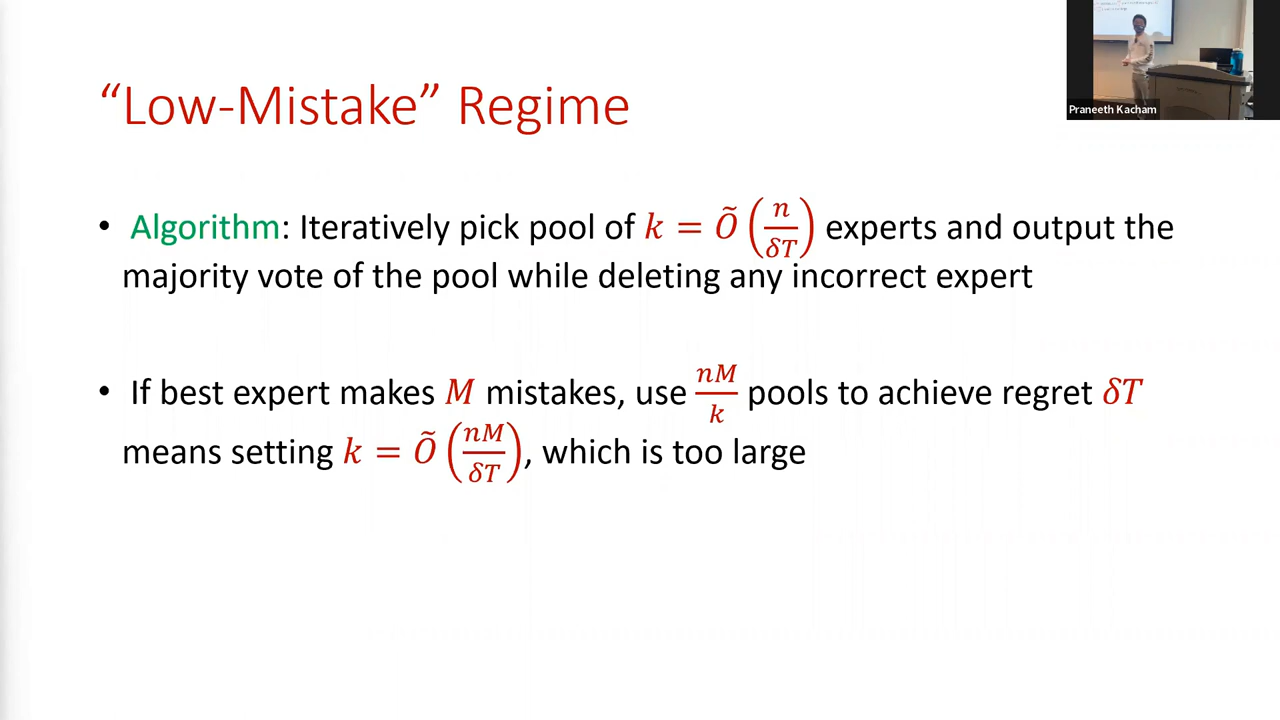 “Low-Mistake” Regime
Praneeth Kacham
• Algorithm: Iteratively pick pool of k = Õ(n/δT) experts and output the
majority vote of the pool while deleting any incorrect expert
• If best expert makes M mistakes, use nM/k pools to achieve regret δT
means setting k = Õ(nM/δT), which is too large